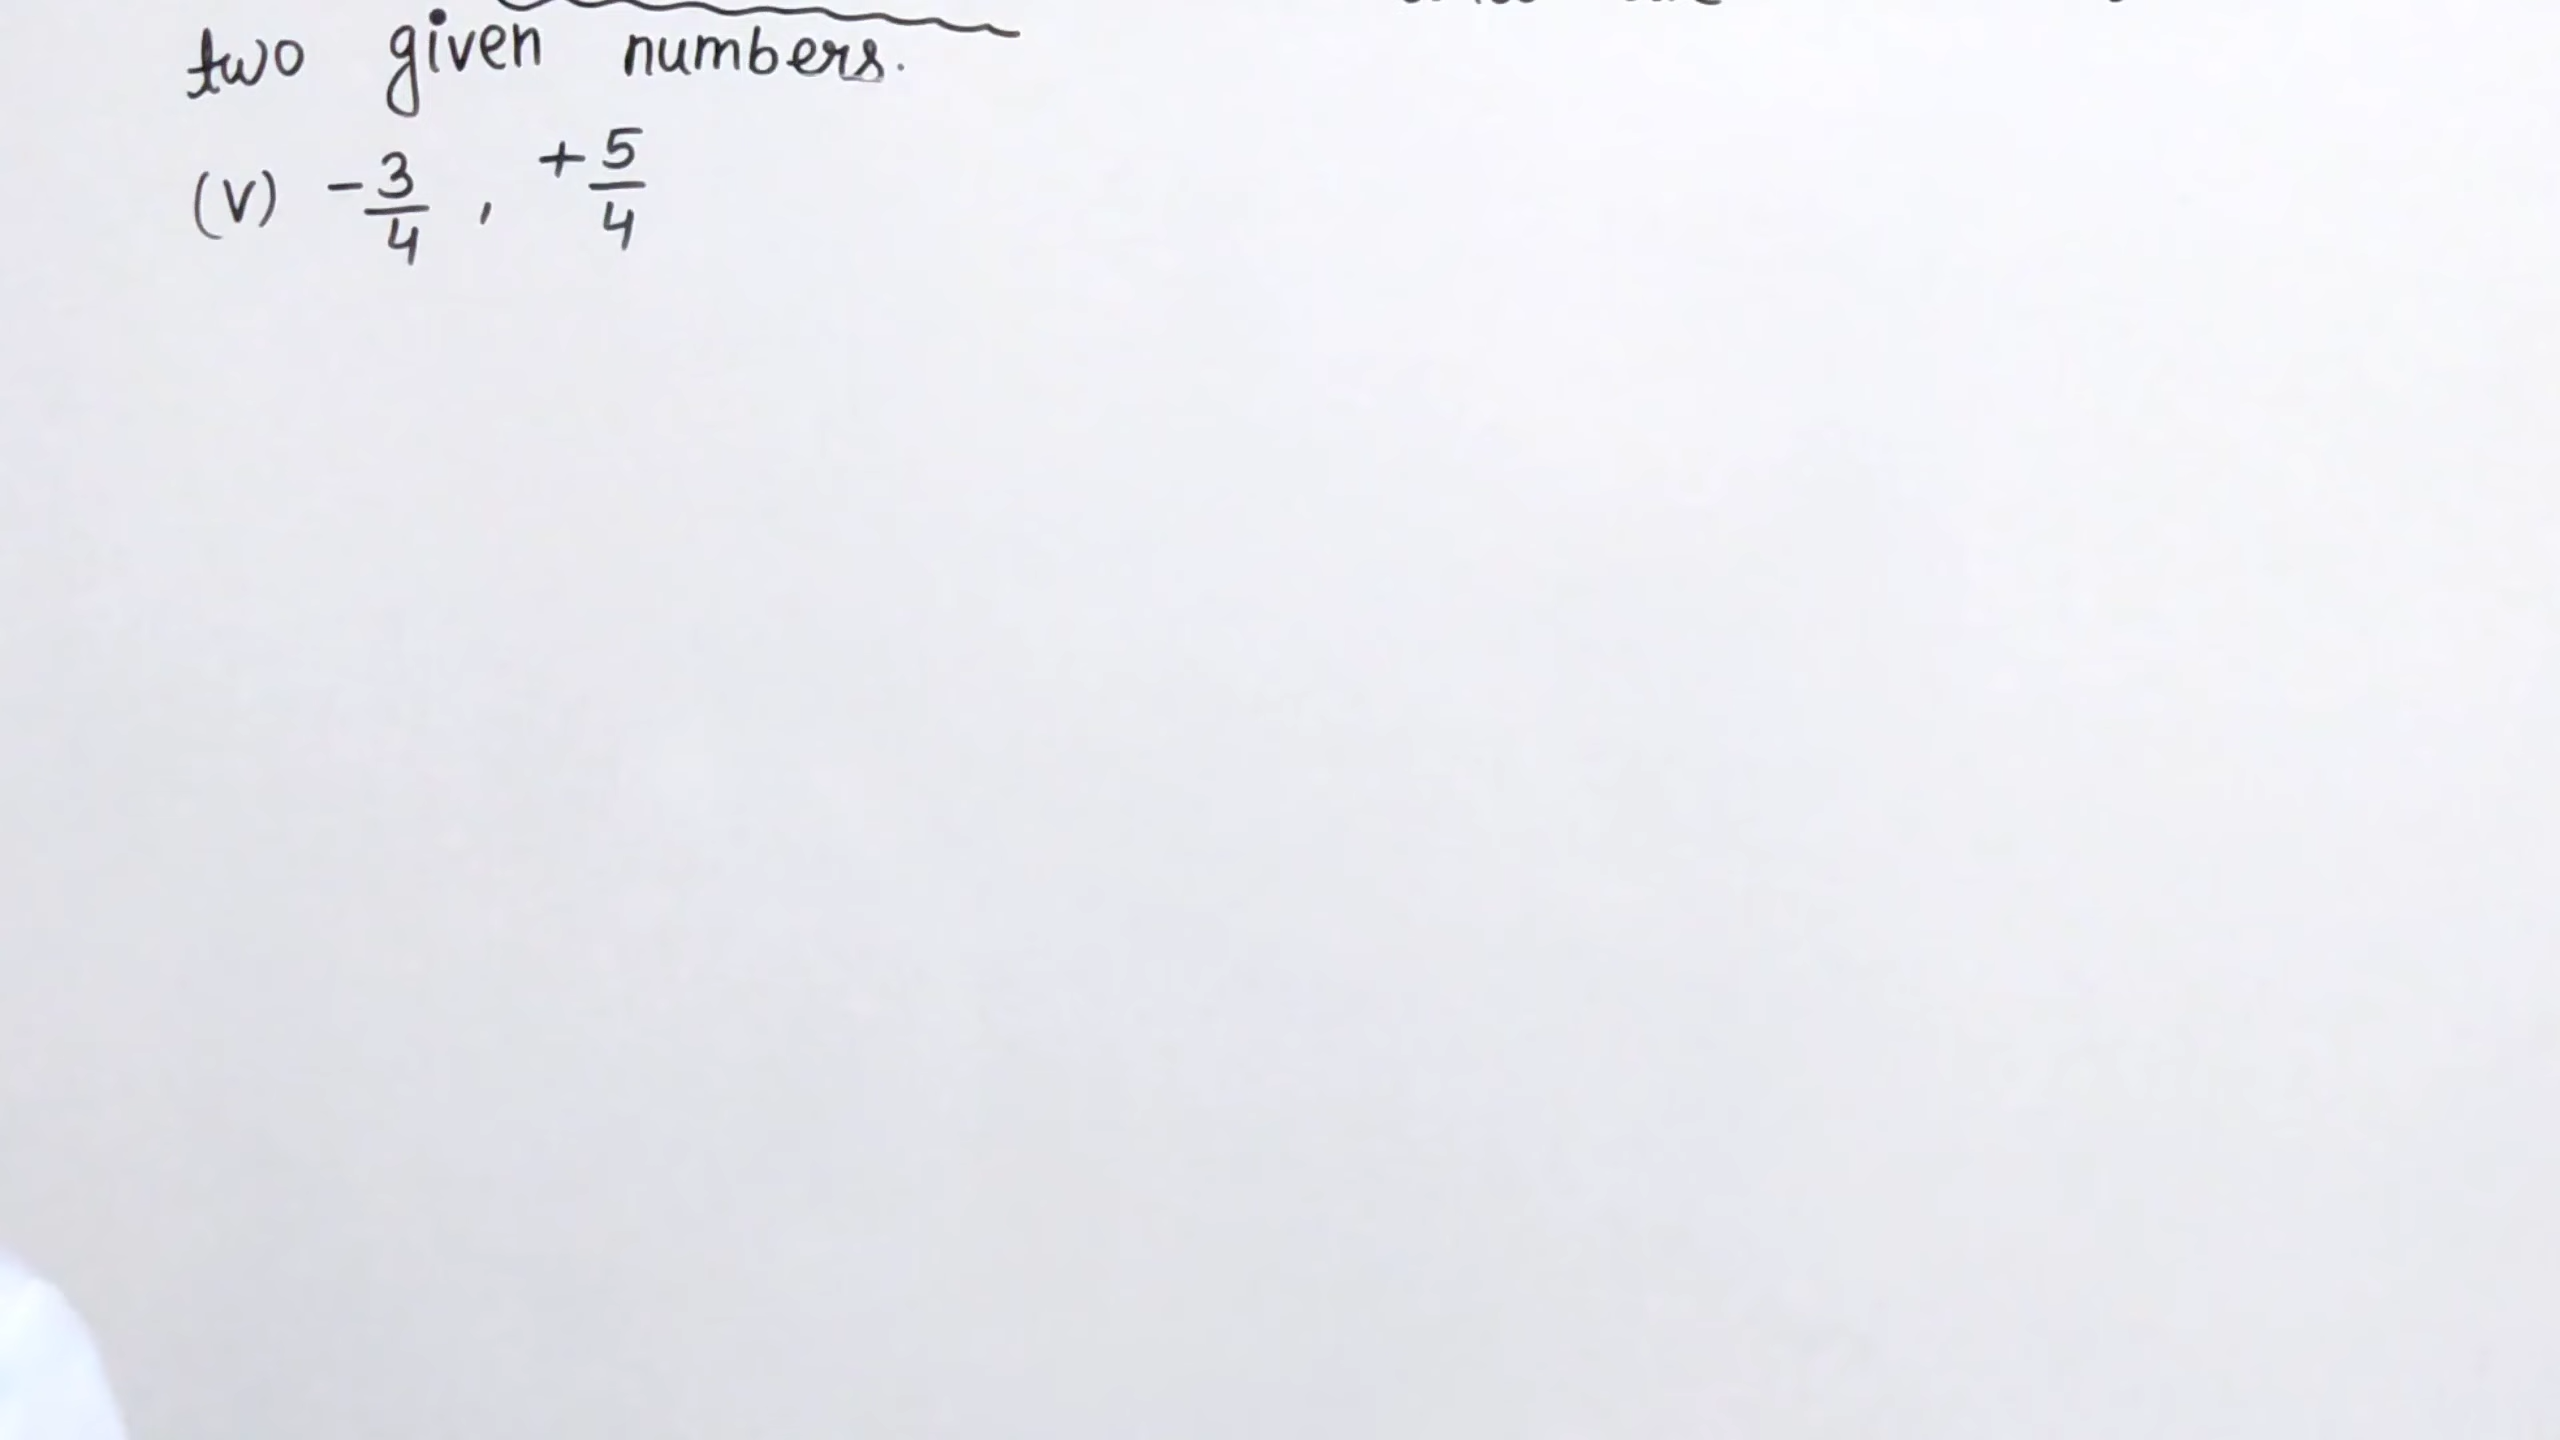 two given numbers.
(V) -3/4 , +5/4